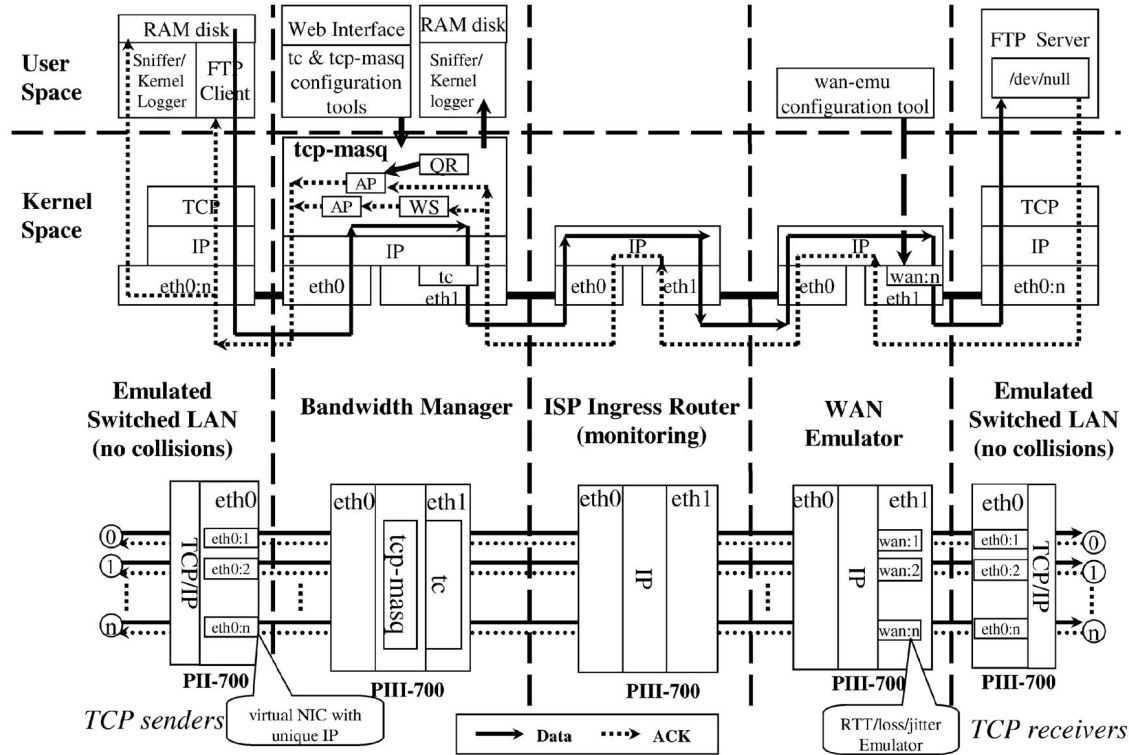 User
Space
Kernel
Space
RAM disk
Sniffer/
Kernel
Logger
FTP
Client
TCP
IP
eth0:n
Web Interface
tc & tcp-masq
configuration
tools
RAM disk
Sniffer/
Kernel
logger
tcp-masq
QR
AP
AP
WS
IP
eth0
tc
eth1
IP
eth0
eth1
wan-emu
configuration tool
IP
eth0
wan:n
eth1
FTP Server
/dev/null
TCP
IP
eth0:n
Emulated
Switched LAN
(no collisions)
Bandwidth Manager
ISP Ingress Router
(monitoring)
WAN
Emulator
Emulated
Switched LAN
(no collisions)
0
1
n
TCP/IP
eth0
eth0:1
eth0:2
eth0:n
PII-700
eth0
tcp-masq
eth1
tc
PIII-700
eth0
IP
eth1
PIII-700
eth0
IP
eth1
wan:1
wan:2
wan:n
PIII-700
eth0
eth0:1
eth0:2
eth0:n
TCP/IP
0
1
n
PIII-700
TCP senders
virtual NIC with
unique IP
Data
ACK
RTT/loss/jitter
Emulator
TCP receivers